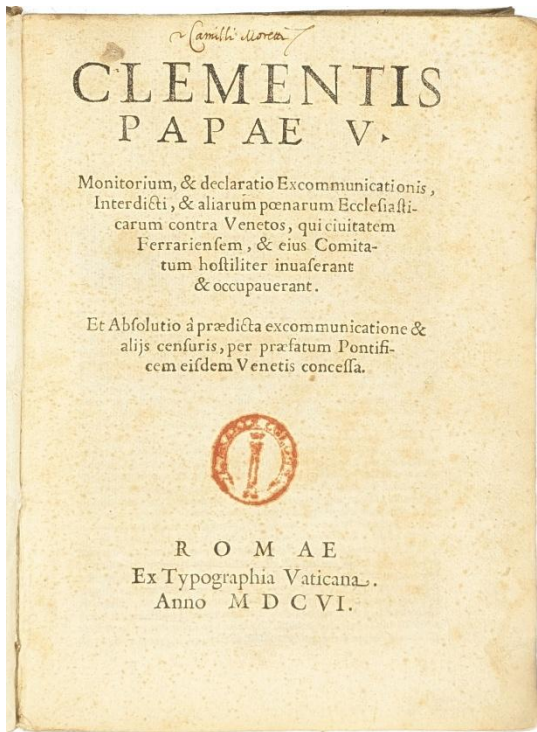 Camilli Moretti
CLEMENTIS
PAPAE V.
Monitorium, & declaratio Excommunicationis,
Interdicti, & aliarum pœnarum Ecclesiasti-
carum contra Venetos, qui ciuitatem
Ferrariensem, & eius Comita-
tum hostiliter inuaserant
& occupauerant.
Et Absolutio à prædicta excommunicatione &
alijs censuris, per præfatum Pontifi-
cem eisdem Venetis concessa.
ROMAE
Ex Typographia Vaticana.
Anno MDCVI.